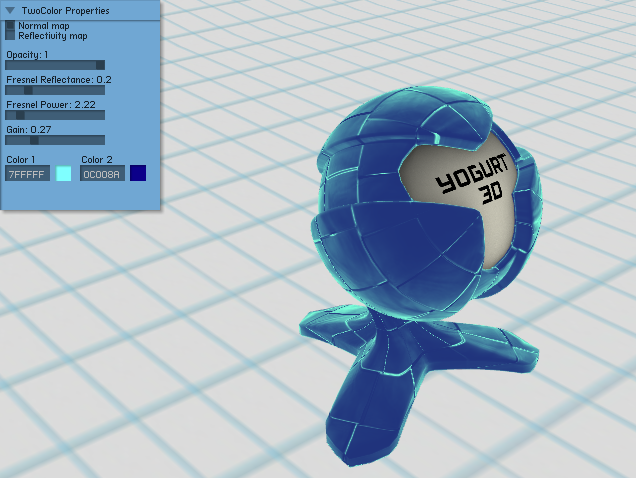 TwoColor Properties
Normal map
Reflectivity map
Opacity: 1
Fresnel Reflectance: 0.2
Fresnel Power: 2.22
Gain: 0.27
Color 1 Color 2
7FFFFF 0C008A
YOGURT
3D